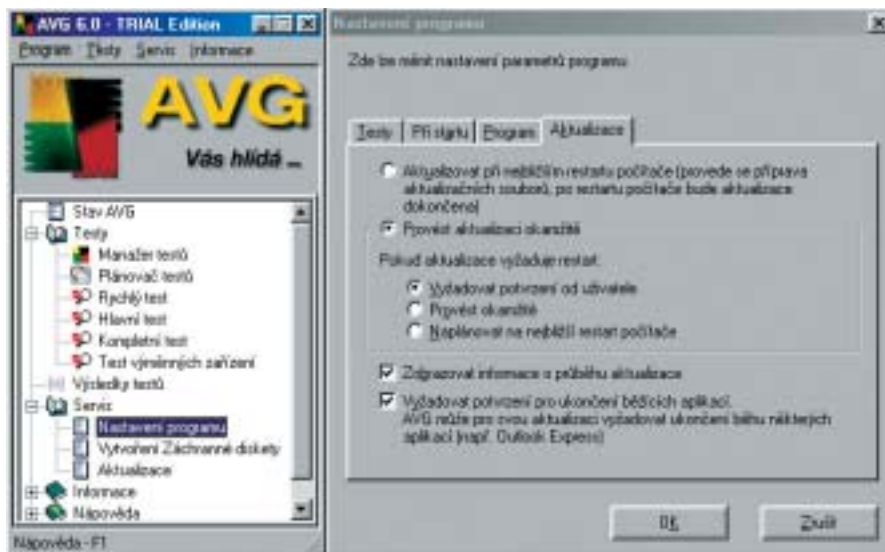 AVG 6.0 - TRIAL Edition
Program Testy Servis Informace
AVG
Vás hlídá ...
Stav AVG
Testy
Manažer testů
Plánovač testů
Rychlý test
Hlavní test
Kompletní test
Test výměnných zařízení
Výsledky testů
Servis
Nastavení programu
Vytvoření Záchranné diskety
Aktualizace
Informace
Nápověda
Nápověda - F1
Nastavení programu
Zde lze měnit nastavení parametrů programu
Testy Při startu Program Aktualizace
Aktualizovat při nejbližším restartu počítače (provede se příprava
aktualizačních souborů, po restartu počítače bude aktualizace
dokončena)
Provést aktualizaci okamžitě
Pokud aktualizace vyžaduje restart
Vyžadovat potvrzení od uživatele
Provést okamžitě
Naplánovat na nejbližší restart počítače
Zobrazovat informace o průběhu aktualizace
Vyžadovat potvrzení pro ukončení běžících aplikací.
AVG může pro svou aktualizaci vyžadovat ukončení běhu některých
aplikací (např. Outlook Express)
OK
Zrušit